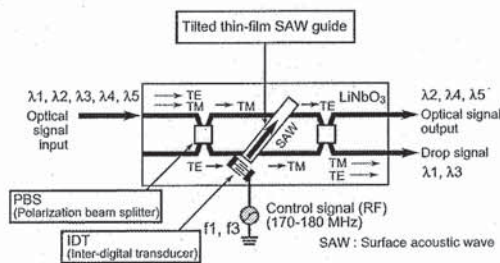 Tilted thin-film SAW guide
λ1, λ2, λ3, λ4, λ5
Optical
signal
input
TE
TM
TM
TE
LiNbO3
SAW
λ2, λ4, λ5
Optical signal
output
Drop signal
λ1, λ3
TE
TM
TM
TE
PBS
(Polarization beam splitter)
IDT
(Inter-digital transducer)
f1, f3
Control signal (RF)
(170-180 MHz)
SAW : Surface acoustic wave